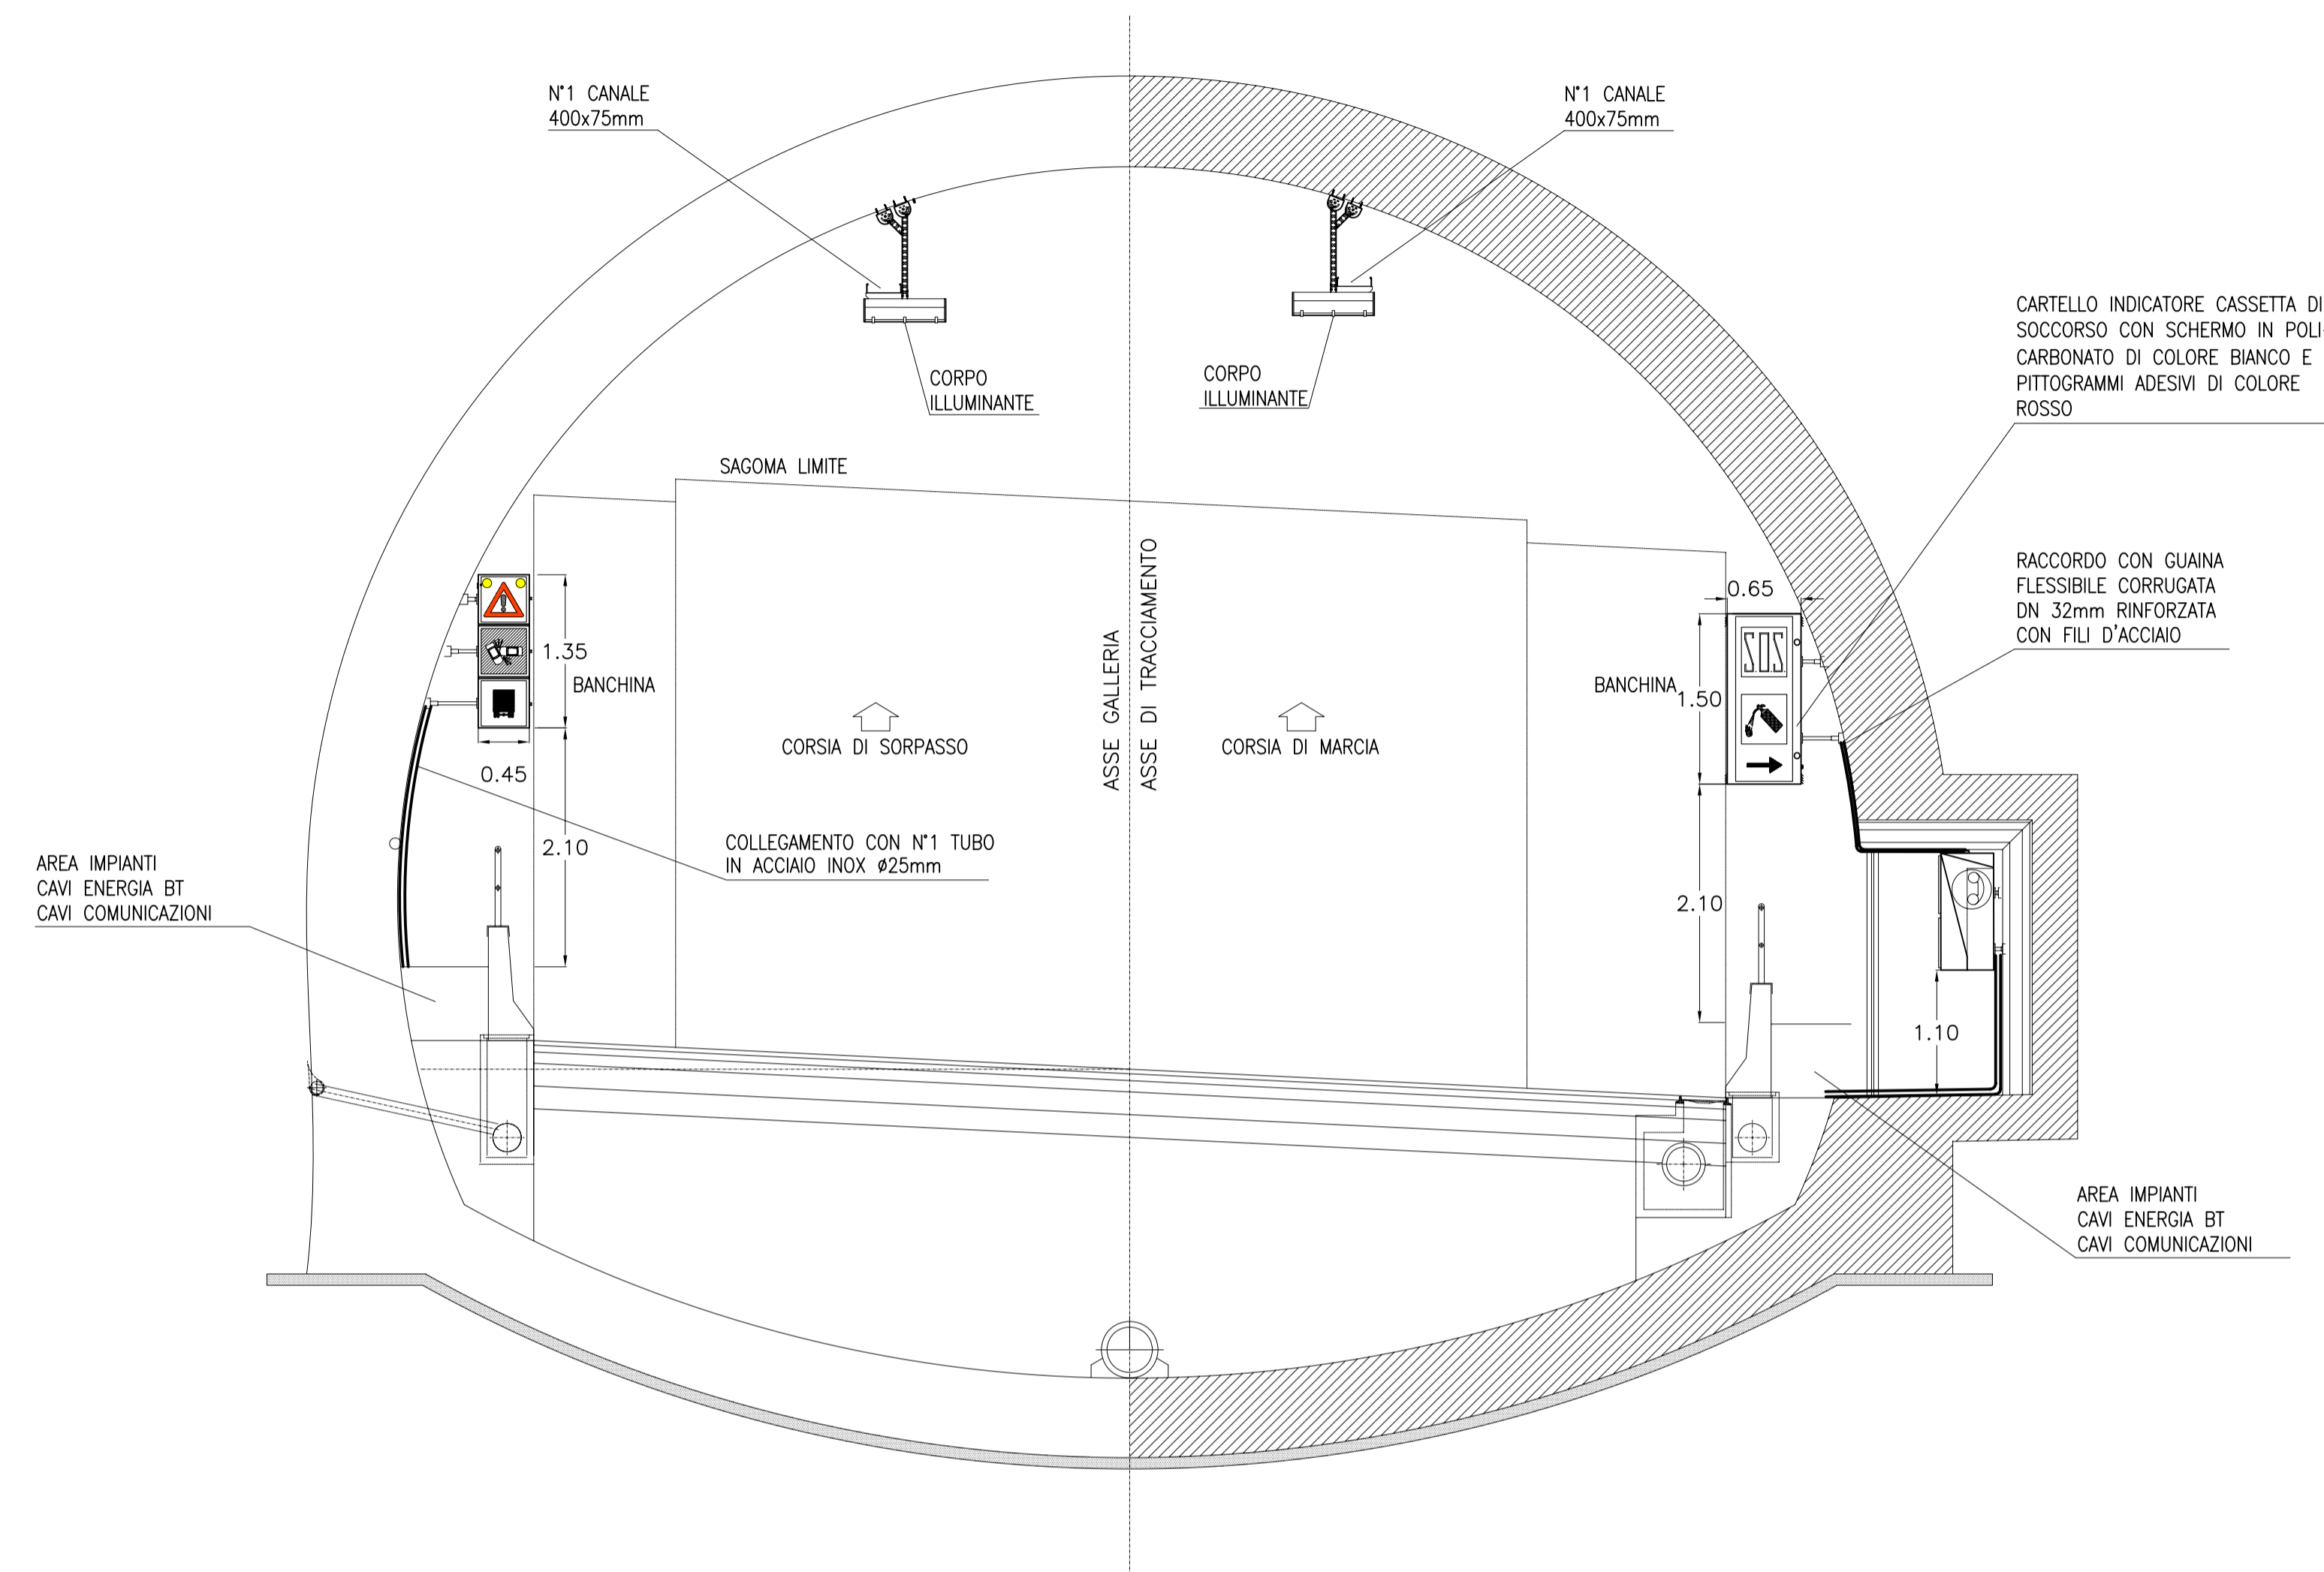 N°1 CANALE
400x75mm
N°1 CANALE
400x75mm
CORPO
ILLUMINANTE
CORPO
ILLUMINANTE
CARTELLO INDICATORE CASSETTA DI
SOCCORSO CON SCHERMO IN POLI-
CARBONATO DI COLORE BIANCO E
PITTOGRAMMI ADESIVI DI COLORE
ROSSO
SAGOMA LIMITE
RACCORDO CON GUAINA
FLESSIBILE CORRUGATA
DN 32mm RINFORZATA
CON FILI D'ACCIAIO
0.65
S.O.S.
1.35
BANCHINA
BANCHINA
1.50
ASSE GALLERIA
ASSE DI TRACCIAMENTO
CORSIA DI SORPASSO
CORSIA DI MARCIA
0.45
2.10
COLLEGAMENTO CON N°1 TUBO
IN ACCIAIO INOX ø25mm
AREA IMPIANTI
CAVI ENERGIA BT
CAVI COMUNICAZIONI
2.10
1.10
AREA IMPIANTI
CAVI ENERGIA BT
CAVI COMUNICAZIONI